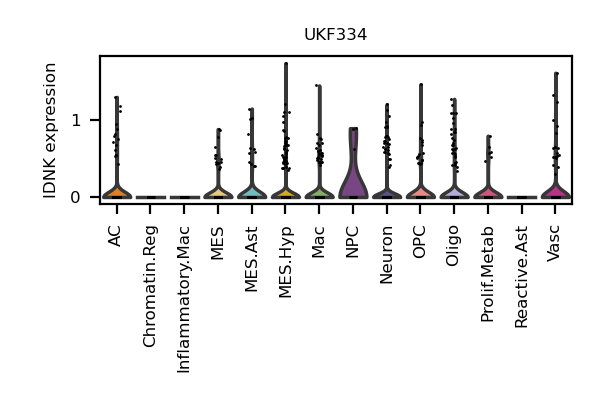 UKF334
IDNK expression
1
0
AC
Chromatin.Reg
Inflammatory.Mac
MES
MES.Ast
MES.Hyp
Mac
NPC
Neuron
OPC
Oligo
Prolif.Metab
Reactive.Ast
Vasc